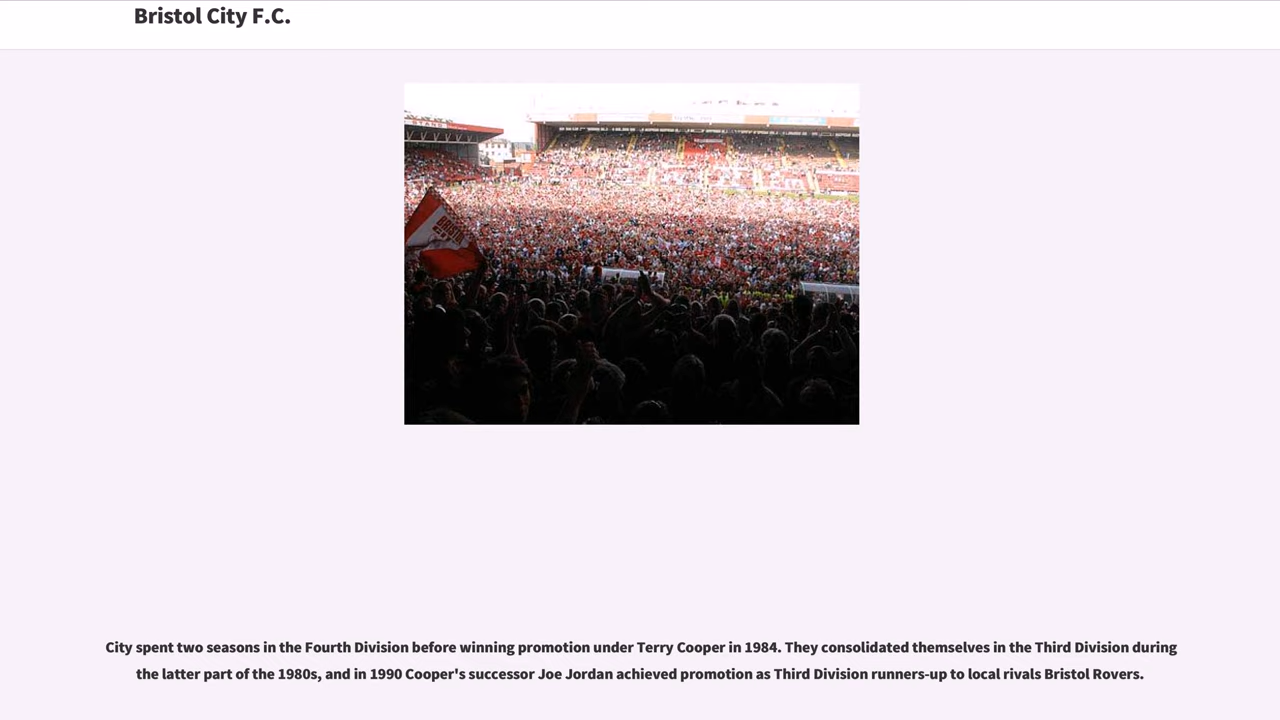 Bristol City F.C.
City spent two seasons in the Fourth Division before winning promotion under Terry Cooper in 1984. They consolidated themselves in the Third Division during
the latter part of the 1980s, and in 1990 Cooper's successor Joe Jordan achieved promotion as Third Division runners-up to local rivals Bristol Rovers.